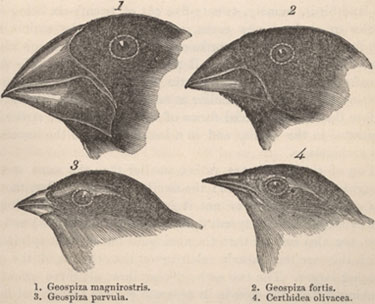 1
2
3
4
1. Geospiza magnirostris.
2. Geospiza fortis.
3. Geospiza parvula.
4. Certhidea olivacea.